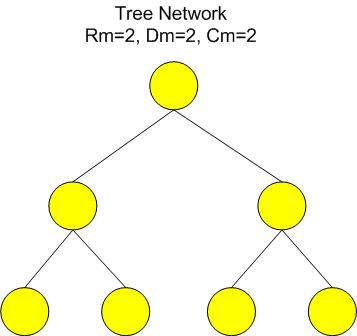 Tree Network
Rm=2, Dm=2, Cm=2